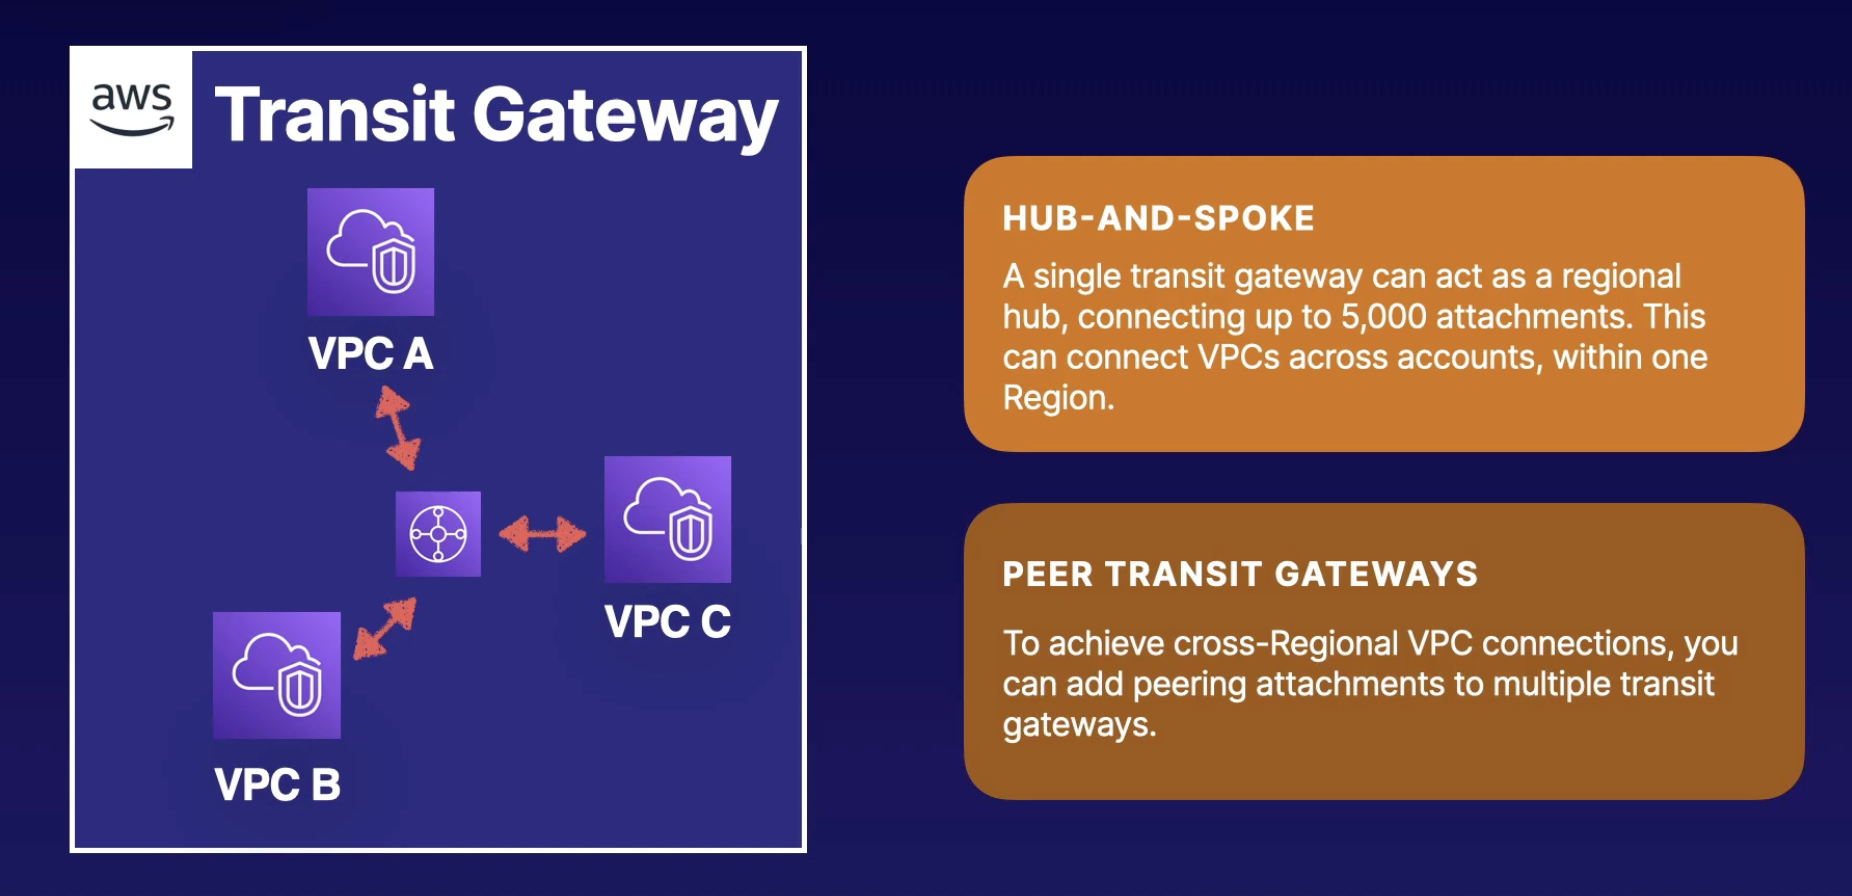 aws
Transit Gateway
VPC A
VPC C
VPC B
HUB-AND-SPOKE
A single transit gateway can act as a regional
hub, connecting up to 5,000 attachments. This
can connect VPCs across accounts, within one
Region.
PEER TRANSIT GATEWAYS
To achieve cross-Regional VPC connections, you
can add peering attachments to multiple transit
gateways.